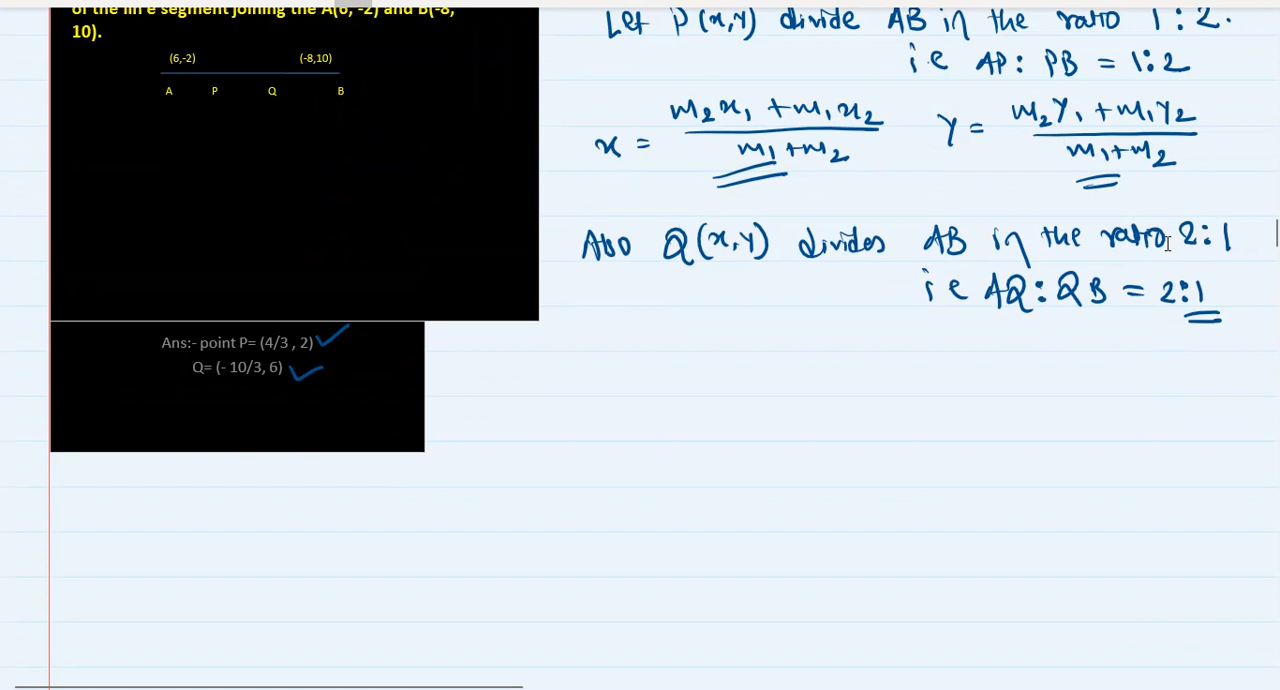 of the lin e segment joining the A(6, -2) and B(-8,
10).
(6,-2) (-8,10)
A P Q B
Ans:- point P= (4/3 , 2)
Q= (- 10/3, 6)
Let P(x,y) divide AB in the ratio 1:2.
i.e AP: PB = 1:2
x = m2x1 + m1x2 / m1+m2 y = m2y1 + m1y2 / m1+m2
Also Q(x,y) divides AB in the ratio 2:1
i e AQ:QB = 2:1